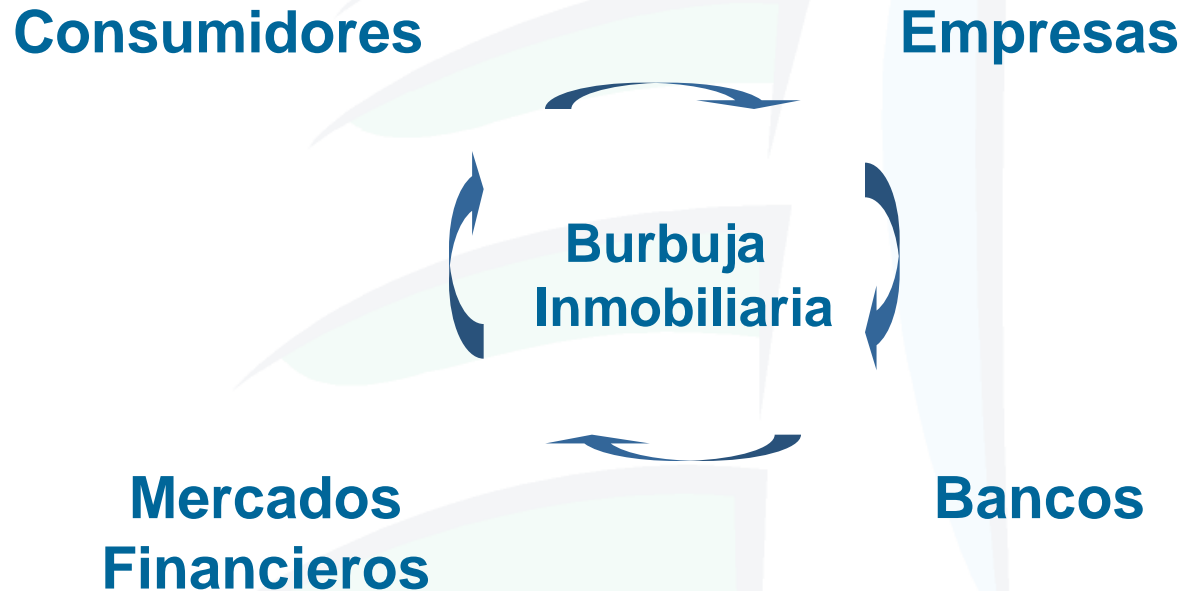 Consumidores
Empresas
Burbuja
Inmobiliaria
Mercados
Financieros
Bancos